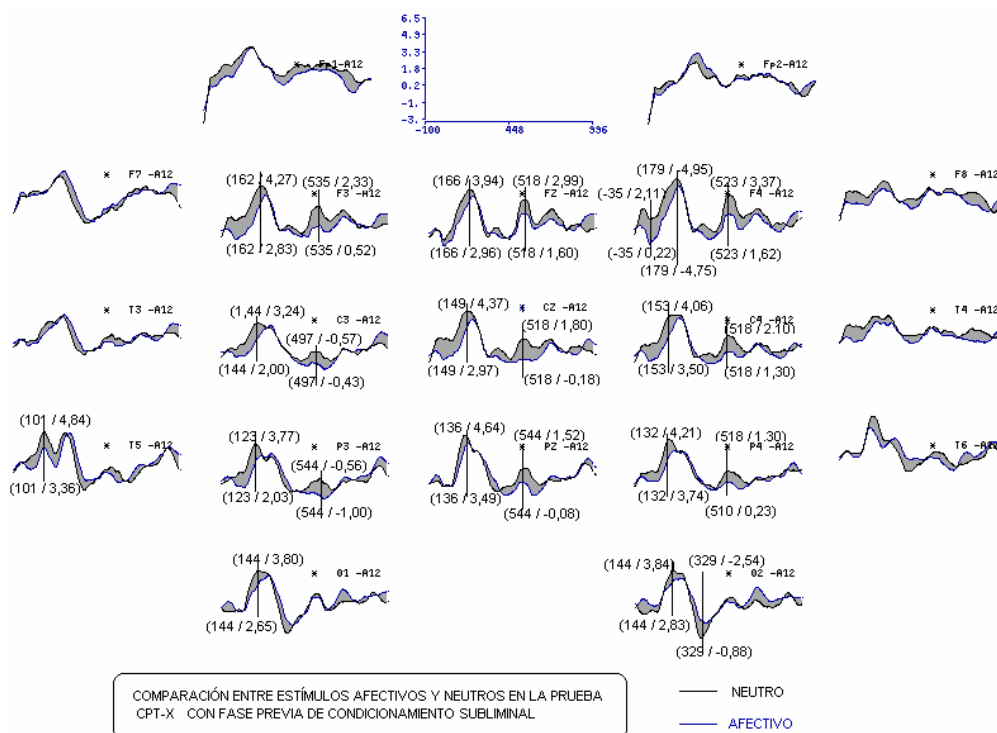 6.5
4.9
3.3
1.8
0.2
-1.
-3.
-100 448 996
* Fp1-A12
* Fp2-A12
* F7 -A12
(162 / 4,27) (535 / 2,33)
* F3 -A12
(162 / 2,83) (535 / 0,52)
(166 / 3,94) (518 / 2,99)
* FZ -A12
(166 / 2,96) (518 / 1,60)
(179 / -4,95) (523 / 3,37)
(-35 / 2,11) * F4 -A12
(-35 / 0,22) (523 / 1,62)
(179 / -4,75)
* F8 -A12
* T3 -A12
(1,44 / 3,24) * C3 -A12
(497 / -0,57)
(144 / 2,00) (497 / -0,43)
(149 / 4,37) * CZ -A12
(518 / 1,80)
(149 / 2,97) (518 / -0,18)
(153 / 4,06) * C4 -A12
(518 / 2.10)
(153 / 3,50) (518 / 1,30)
* T4 -A12
(101 / 4,84)
* T5 -A12
(101 / 3,36)
(123 / 3,77) * P3 -A12
(544 / -0,56)
(123 / 2,03) (544 / -1,00)
(136 / 4,64) (544 / 1,52)
* PZ -A12
(136 / 3,49) (544 / -0,08)
(132 / 4,21) (518 / 1.30)
* P4 -A12
(132 / 3,74) (510 / 0,23)
* T6 -A12
(144 / 3,80)
* O1 -A12
(144 / 2,65)
(144 / 3,84) (329 / -2,54)
* O2 -A12
(144 / 2,83)
(329 / -0,88)
COMPARACIÓN ENTRE ESTÍMULOS AFECTIVOS Y NEUTROS EN LA PRUEBA
CPT-X CON FASE PREVIA DE CONDICIONAMIENTO SUBLIMINAL
NEUTRO
AFECTIVO